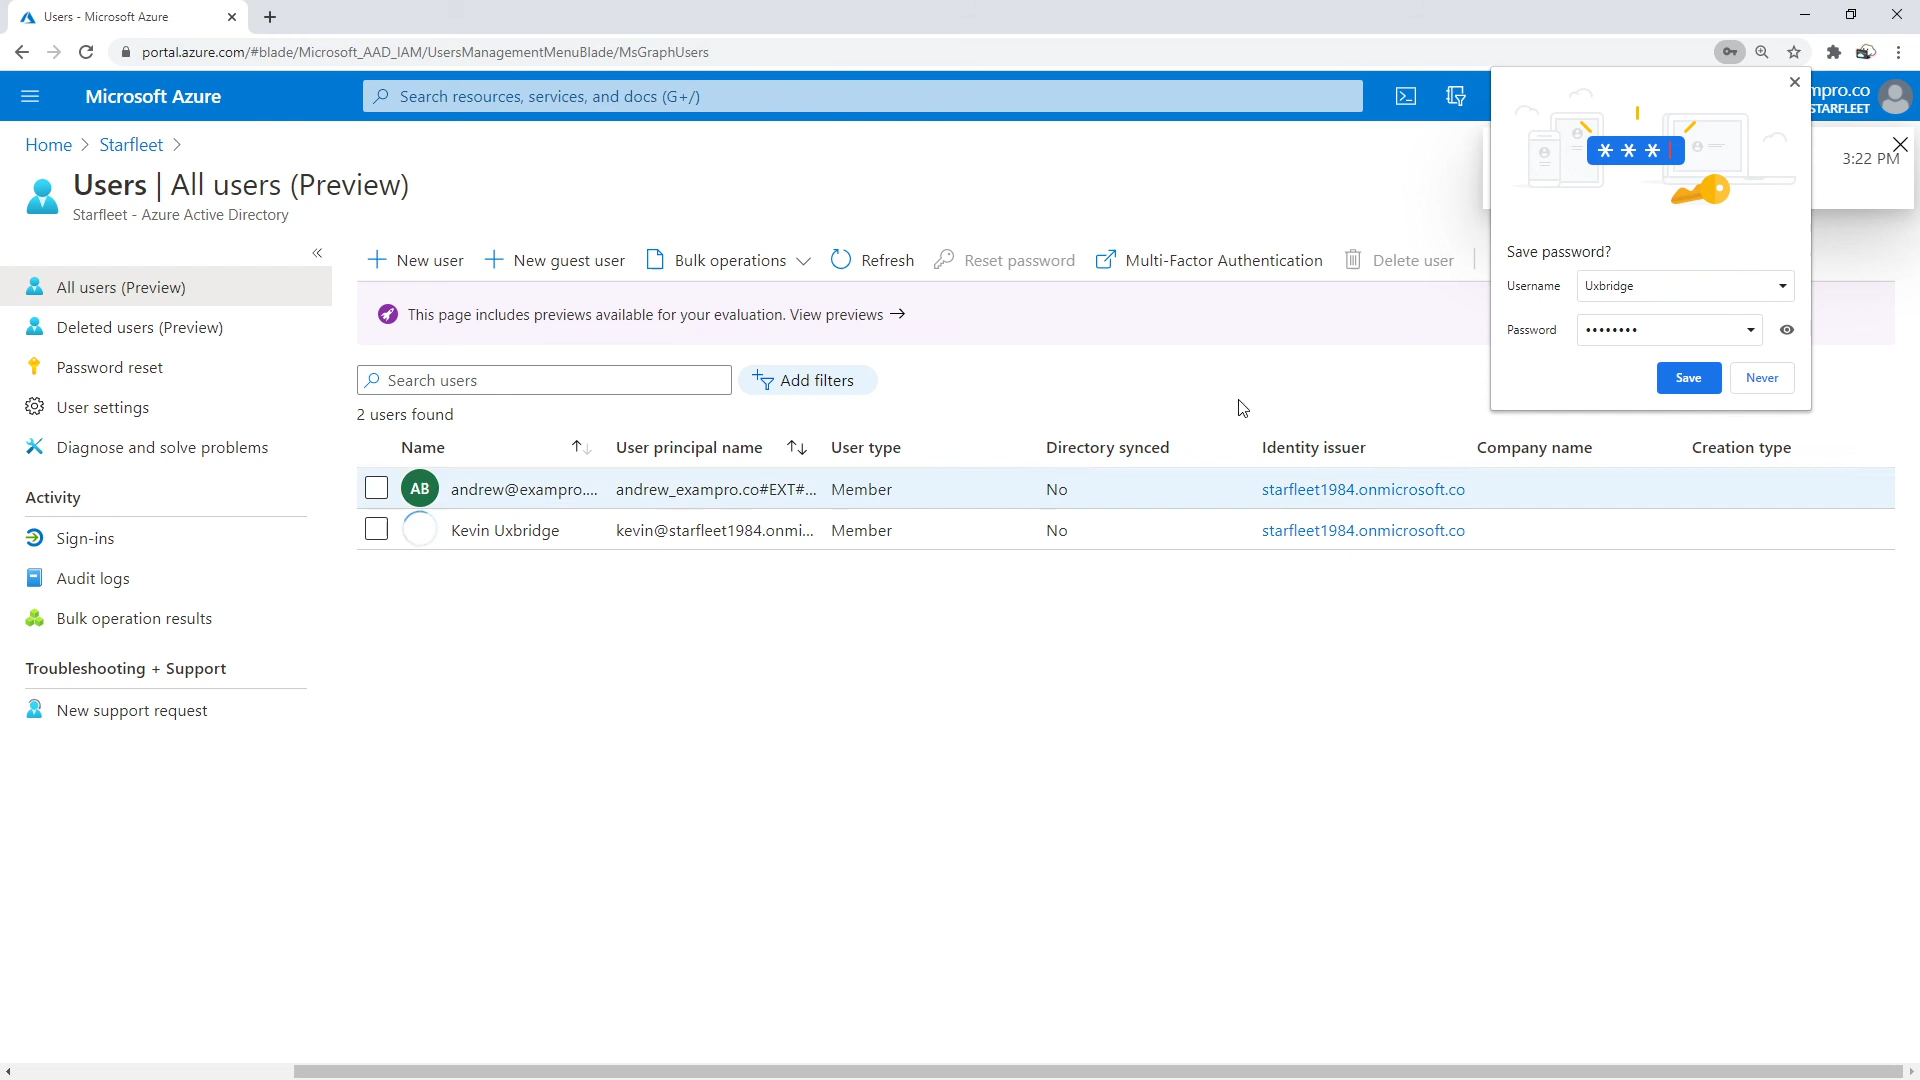 Users - Microsoft Azure
portal.azure.com/#blade/Microsoft_AAD_IAM/UsersManagementMenuBlade/MsGraphUsers
Microsoft Azure
Search resources, services, and docs (G+/)
mpro.co
STARFLEET
Home > Starfleet >
3:22 PM
Users | All users (Preview)
Starfleet - Azure Active Directory
All users (Preview)
Deleted users (Preview)
Password reset
User settings
Diagnose and solve problems
Activity
Sign-ins
Audit logs
Bulk operation results
Troubleshooting + Support
New support request
New user
New guest user
Bulk operations
Refresh
Reset password
Multi-Factor Authentication
Delete user
This page includes previews available for your evaluation. View previews →
Search users
Add filters
2 users found
Name User principal name User type Directory synced Identity issuer Company name Creation type
AB andrew@exampro.... andrew_exampro.co#EXT#... Member No starfleet1984.onmicrosoft.co
Kevin Uxbridge kevin@starfleet1984.onmi... Member No starfleet1984.onmicrosoft.co
* * *
Save password?
Username Uxbridge
Password ••••••••
Save Never